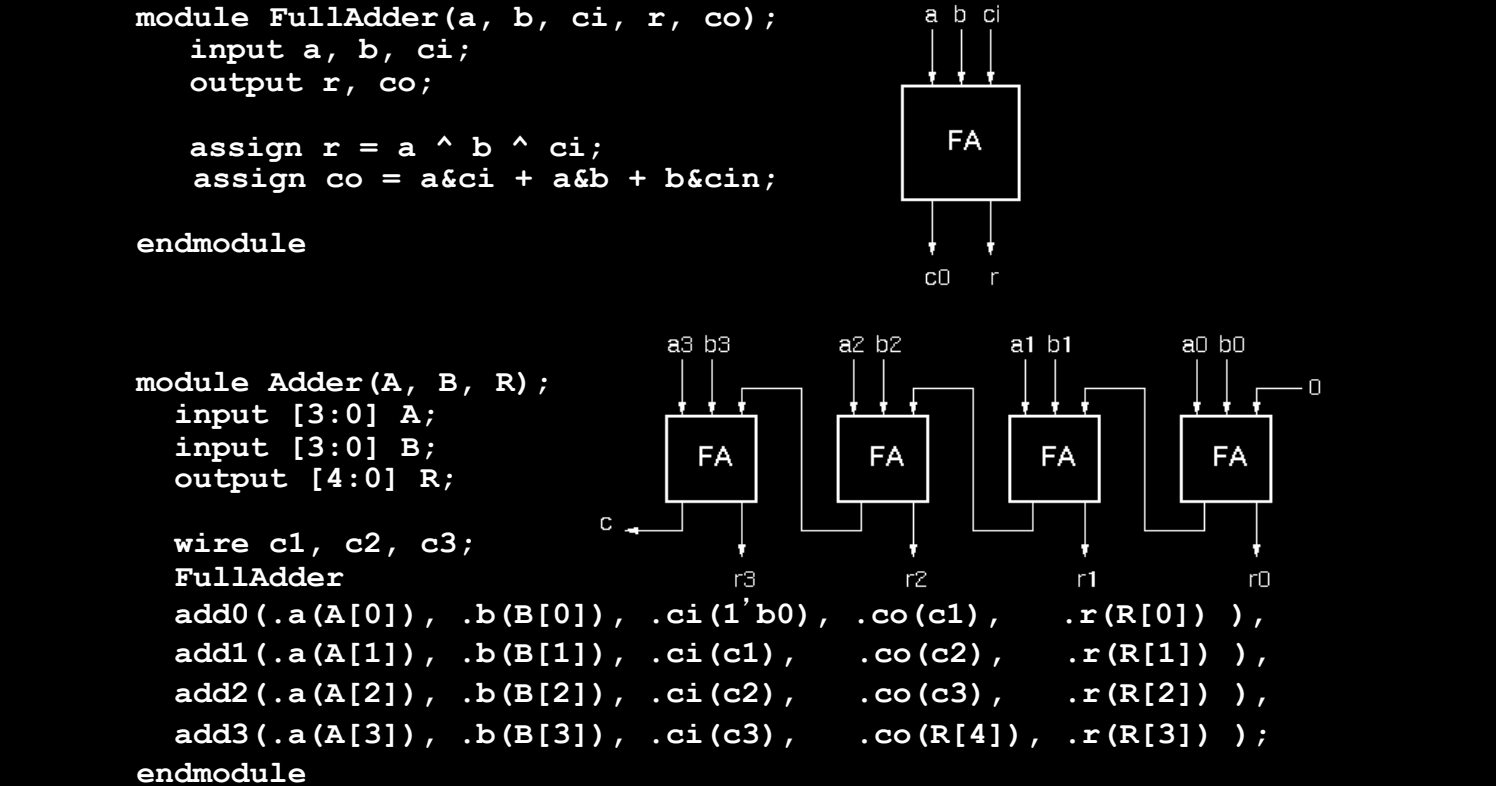 module FullAdder(a, b, ci, r, co);
input a, b, ci;
output r, co;
assign r = a ^ b ^ ci;
assign co = a&ci + a&b + b&cin;
endmodule
a b ci
FA
c0 r
module Adder(A, B, R);
input [3:0] A;
input [3:0] B;
output [4:0] R;
wire c1, c2, c3;
FullAdder
a3 b3 a2 b2 a1 b1 a0 b0
0
FA FA FA FA
c
r3 r2 r1 r0
add0(.a(A[0]), .b(B[0]), .ci(1’b0), .co(c1), .r(R[0]) ),
add1(.a(A[1]), .b(B[1]), .ci(c1), .co(c2), .r(R[1]) ),
add2(.a(A[2]), .b(B[2]), .ci(c2), .co(c3), .r(R[2]) ),
add3(.a(A[3]), .b(B[3]), .ci(c3), .co(R[4]), .r(R[3]) );
endmodule